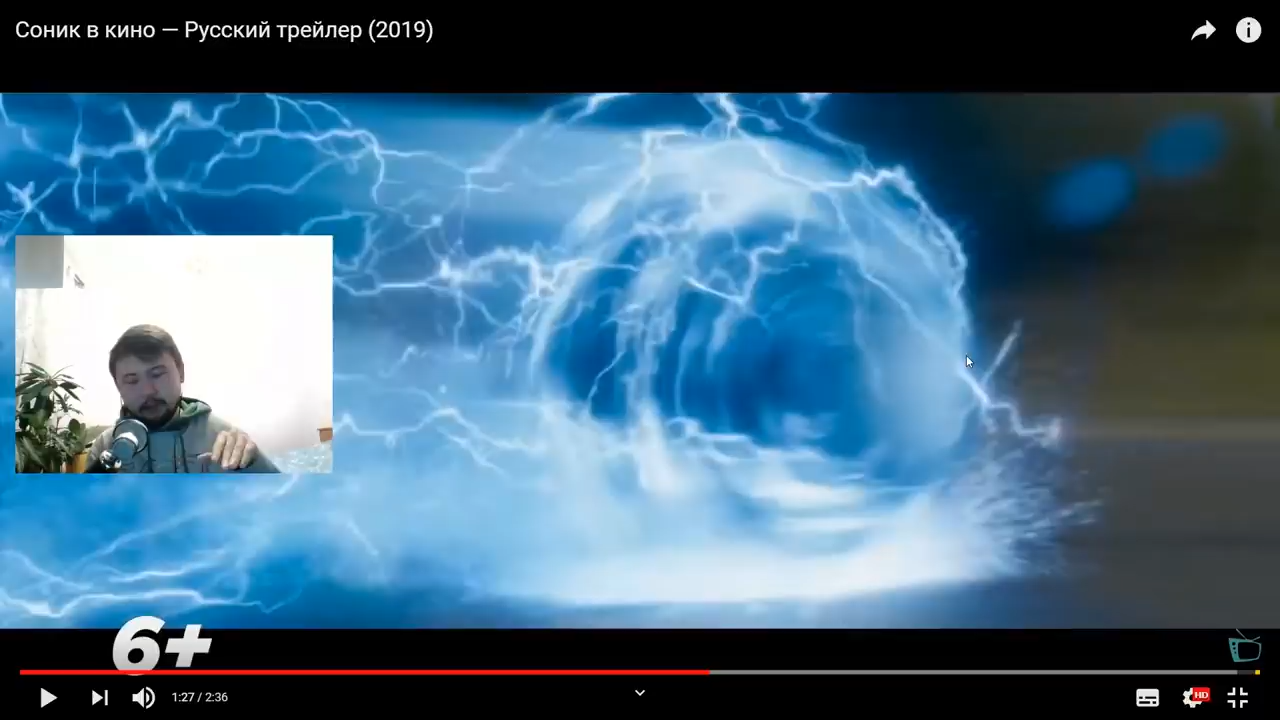 Соник в кино — Русский трейлер (2019)
6+
1:27 / 2:36
HD